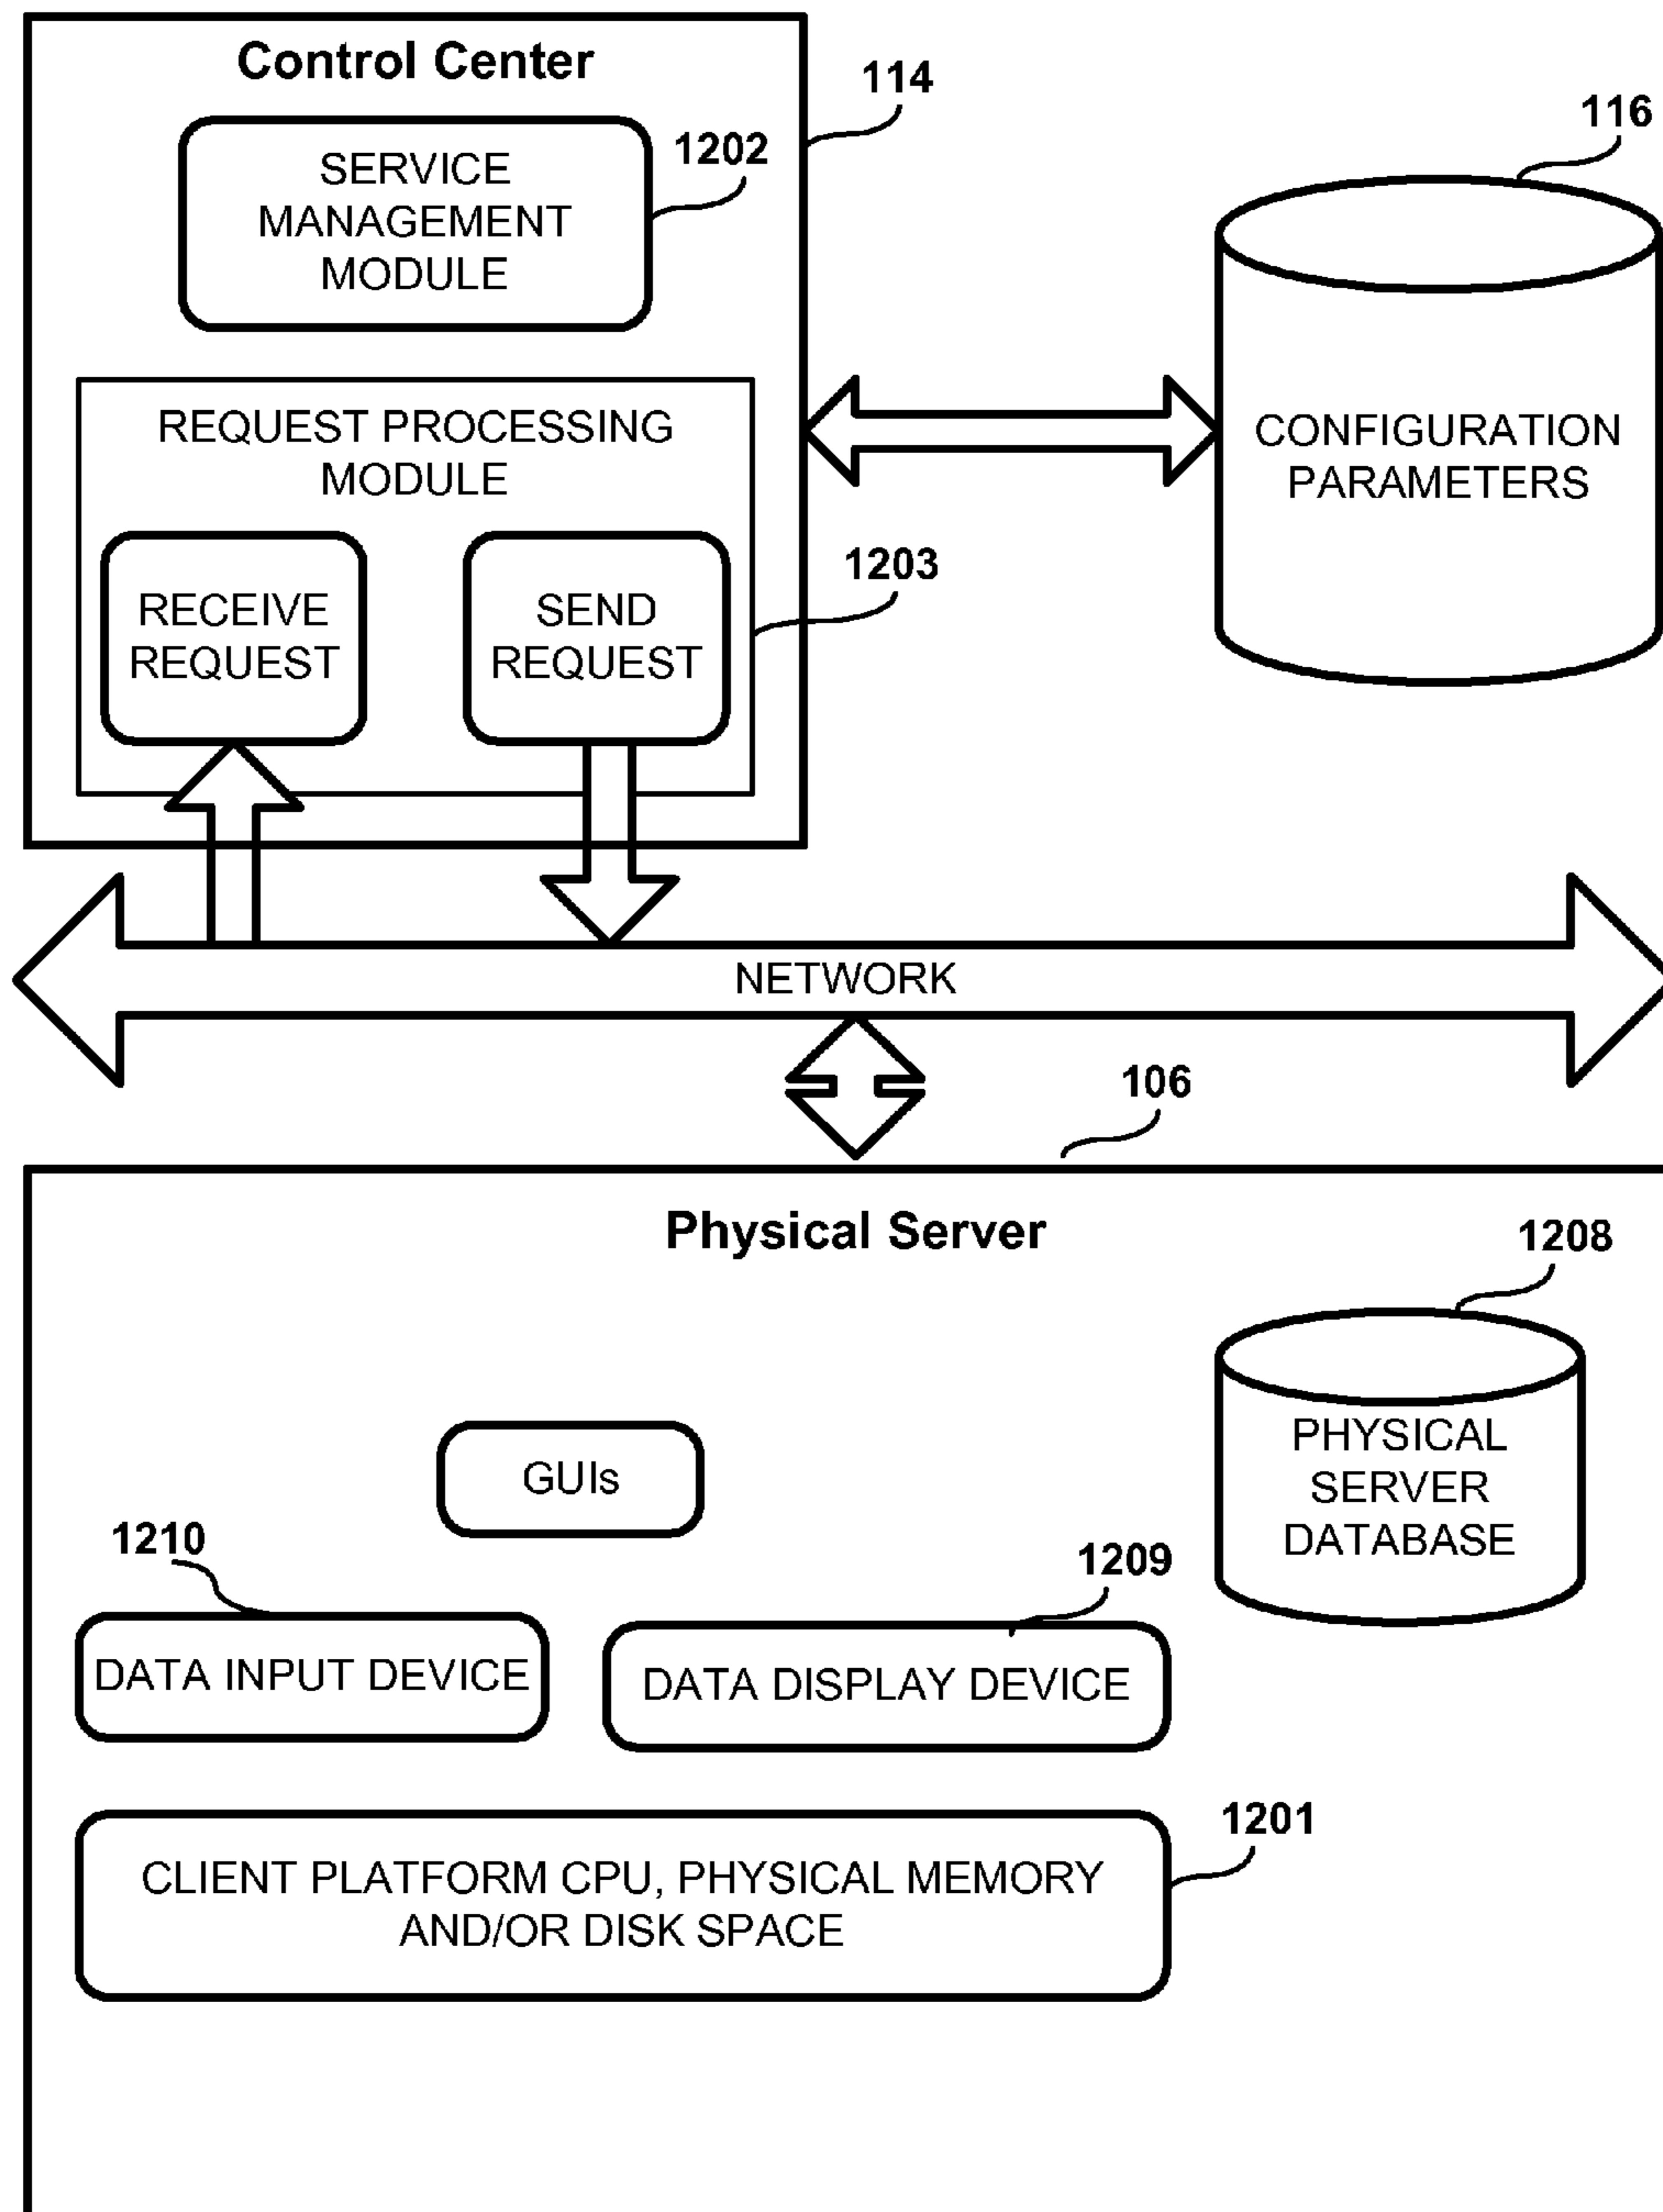 Control Center
114
116
SERVICE
MANAGEMENT
MODULE
1202
REQUEST PROCESSING
MODULE
CONFIGURATION
PARAMETERS
1203
RECEIVE
REQUEST
SEND
REQUEST
NETWORK
106
Physical Server
1208
PHYSICAL
SERVER
DATABASE
GUIs
1210
1209
DATA INPUT DEVICE
DATA DISPLAY DEVICE
1201
CLIENT PLATFORM CPU, PHYSICAL MEMORY
AND/OR DISK SPACE